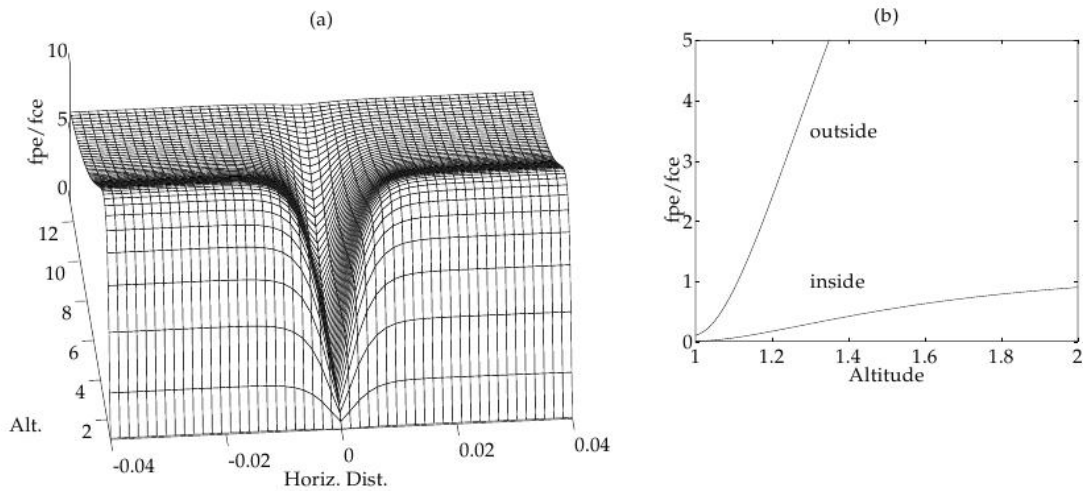 (a)
10
5
0
fpe/fce
12
10
8
6
4
2
Alt.
-0.04
-0.02
0
0.02
0.04
Horiz. Dist.
(b)
5
4
3
2
1
0
fpe/fce
outside
inside
1
1.2
1.4
1.6
1.8
2
Altitude